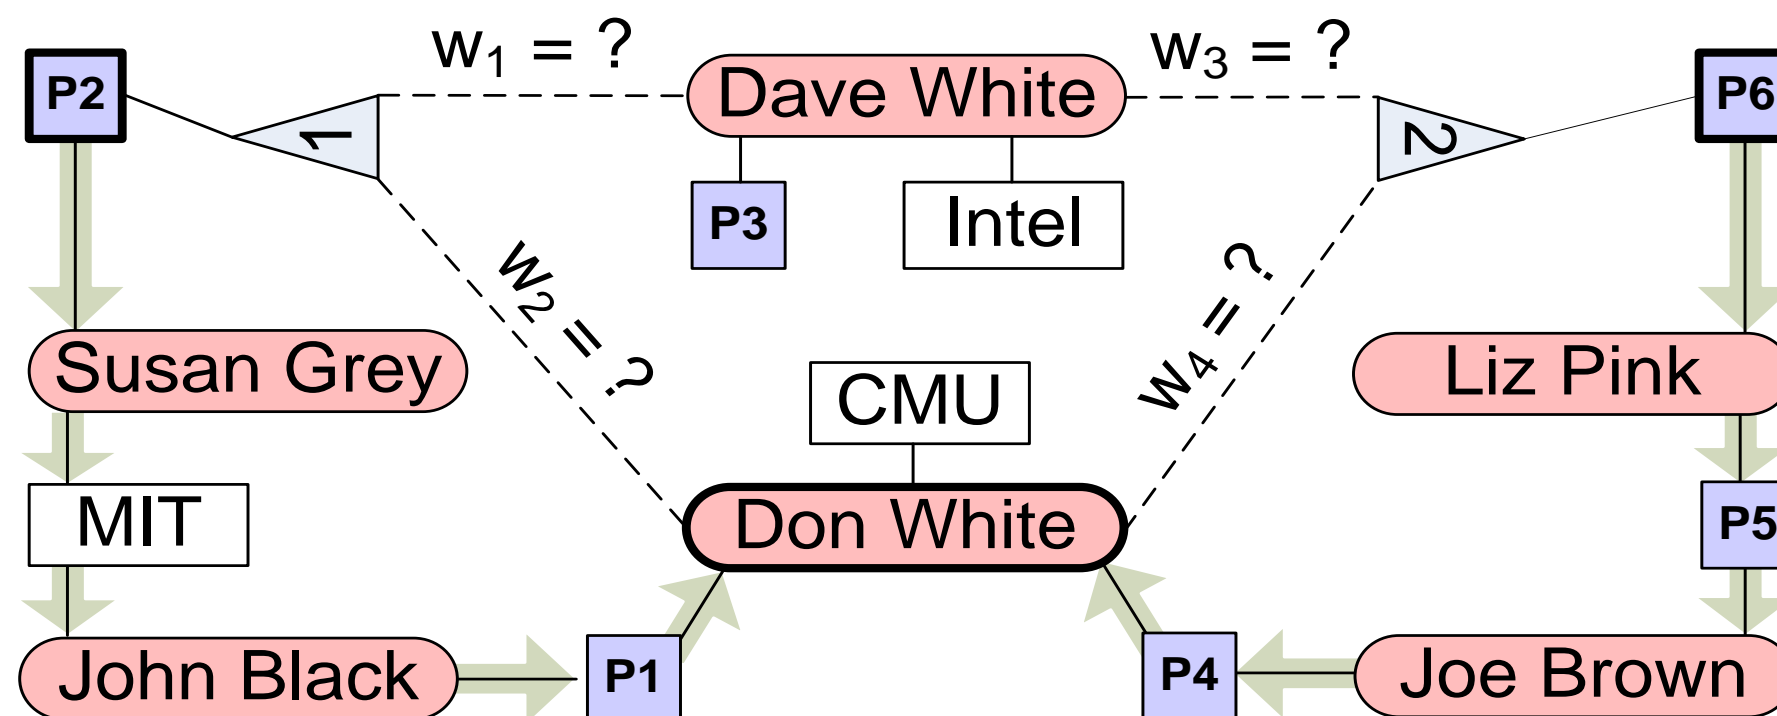 w1 = ?
w3 = ?
P2
1
Dave White
2
P6
P3
Intel
w2 = ?
w4 = ?
Susan Grey
CMU
Liz Pink
MIT
Don White
P5
John Black
P1
P4
Joe Brown